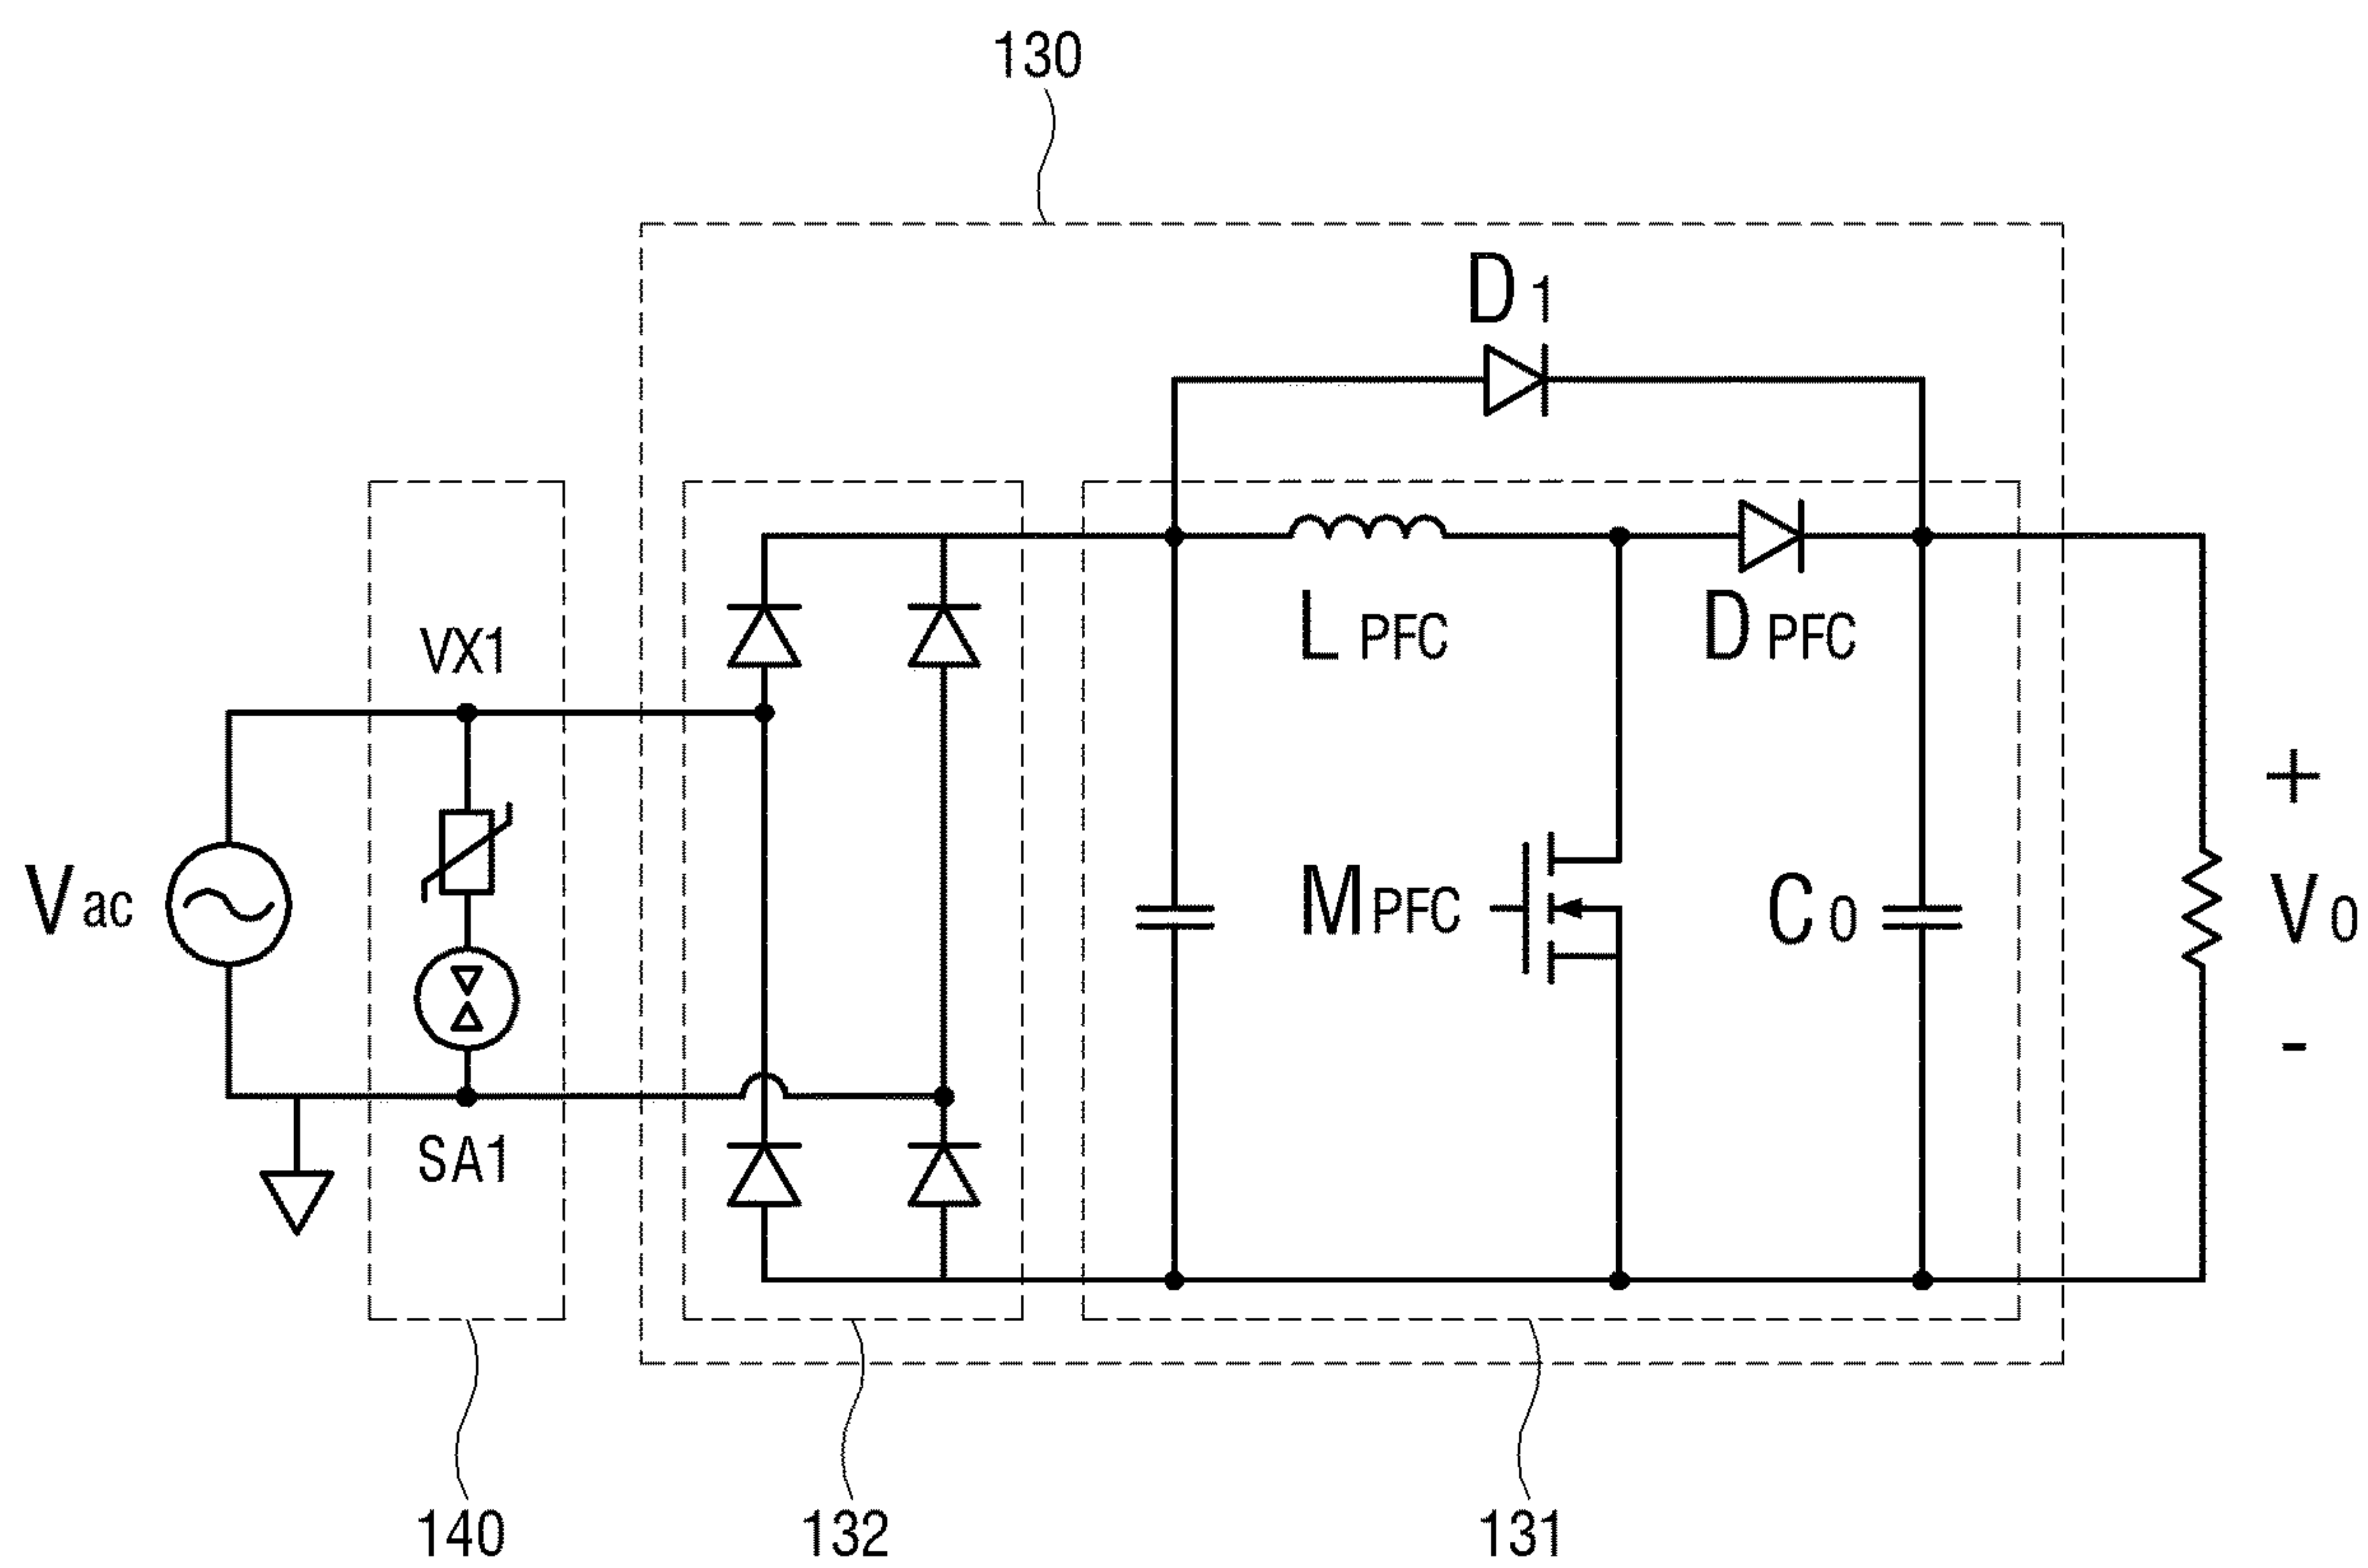 130
D1
VX1
LPFC
DPFC
+
Vac
MPFC
C0
V0
-
SA1
140
132
131